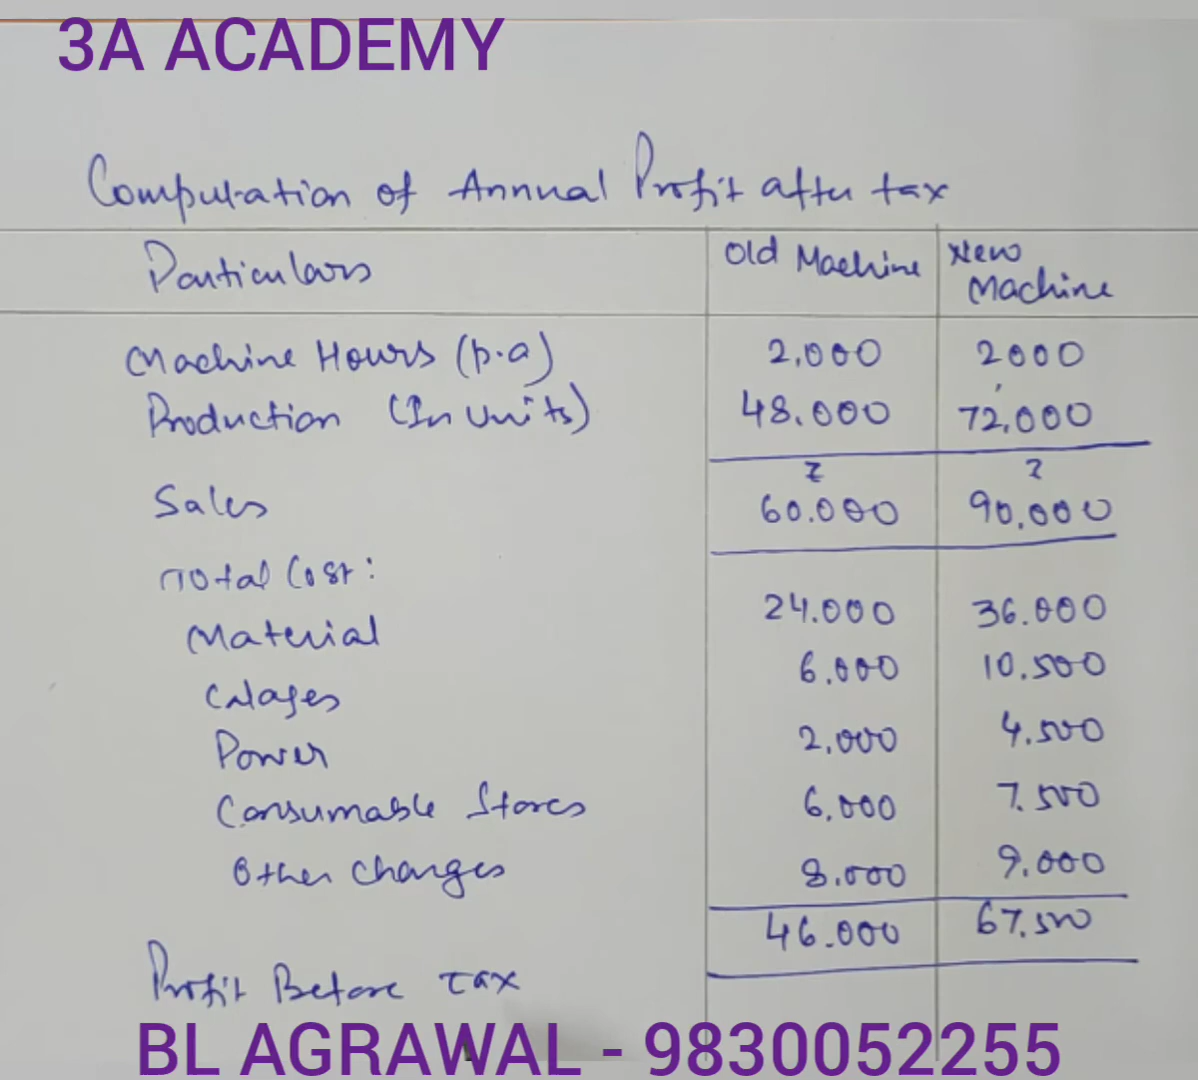 3A ACADEMY
Computation of Annual Profit after tax
Particulars Old Machine New Machine
Machine Hours (p.a) 2,000 2000
Production (In Units) 48.000 72,000
₹ ₹
Sales 60.000 90,000
Total Cost:
Material 24.000 36.000
Wages 6.000 10.500
Power 2,000 4.500
Consumable Stores 6,000 7.500
Other Charges 8.000 9.000
46.000 67.500
Profit Before Tax
BL AGRAWAL - 9830052255